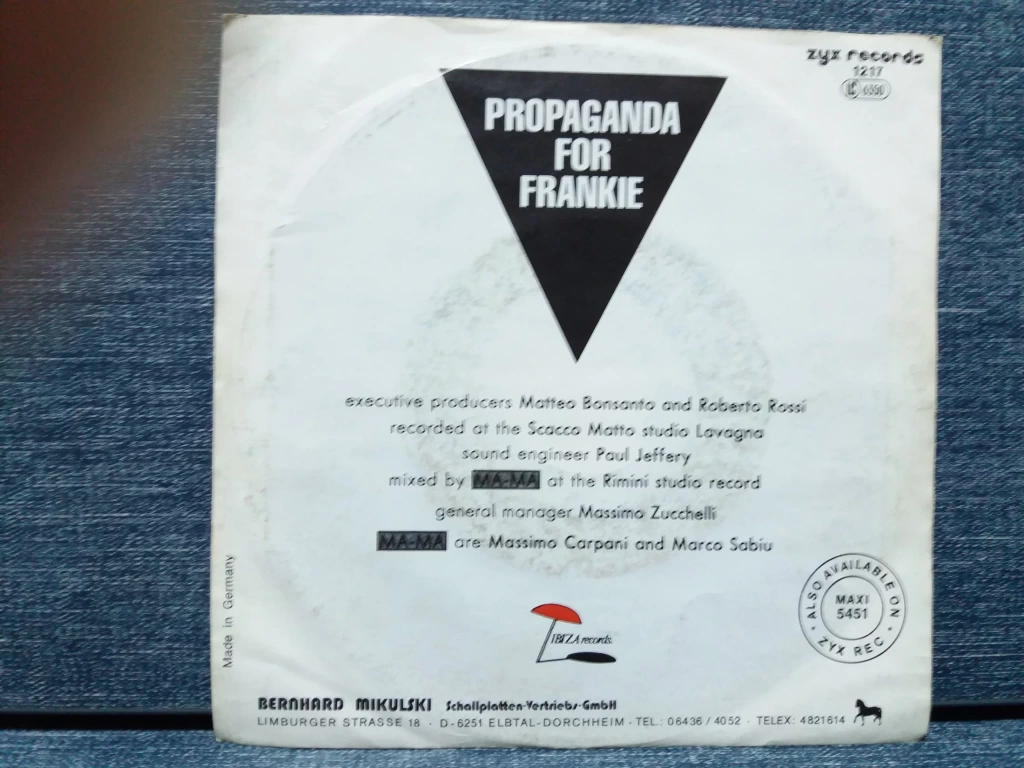 zyx records
1217
LC 6350
PROPAGANDA
FOR
FRANKIE
executive producers Matteo Bonsanto and Roberto Rossi
recorded at the Scacco Matto studio Lavagna
sound engineer Paul Jeffery
mixed by MA-MA at the Rimini studio record
general manager Massimo Zucchelli
MA-MA are Massimo Carpani and Marco Sabiu
Made in Germany
• ALSO AVAILABLE ON • ZYX REC
MAXI
5451
IBIZA records.
BERNHARD MIKULSKI Schallplatten-Vertriebs-GmbH
LIMBURGER STRASSE 18 · D-6251 ELBTAL-DORCHHEIM · TEL.: 06436 / 4052 · TELEX: 4821614